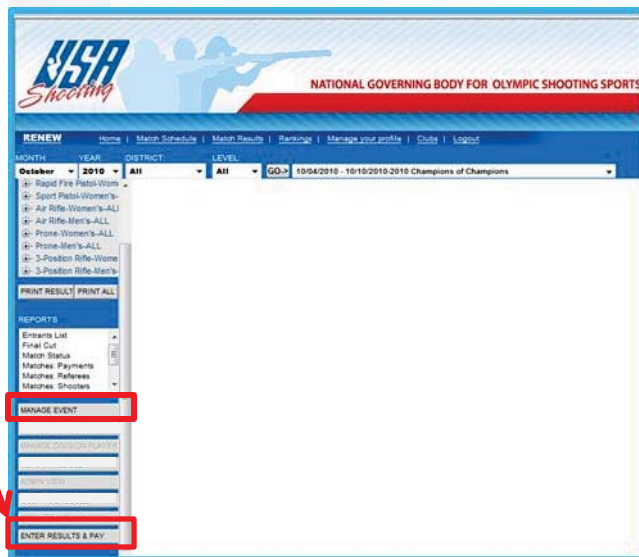 USA
Shooting
NATIONAL GOVERNING BODY FOR OLYMPIC SHOOTING SPORTS
RENEW Home | Match Schedule | Match Results | Rankings | Manage your profile | Clubs | Logout
MONTH YEAR DISTRICT: LEVEL
October 2010 All All GO-> 10/04/2010 - 10/10/2010-2010 Champions of Champions
Rapid Fire Pistol-Wom
Sport Pistol-Women's-
Air Rifle-Women's-ALL
Air Rifle-Men's-ALL
Prone-Women's-ALL
Prone-Men's-ALL
3-Position Rifle-Wome
3-Position Rifle-Men's-
PRINT RESULT PRINT ALL
REPORTS
Entrants List
Final Cut
Match Status
Matches: Payments
Matches: Referees
Matches: Shooters
MANAGE EVENT
MANAGE DIVISION PLAYER
ADMIN VIEW
ENTER RESULTS & PAY